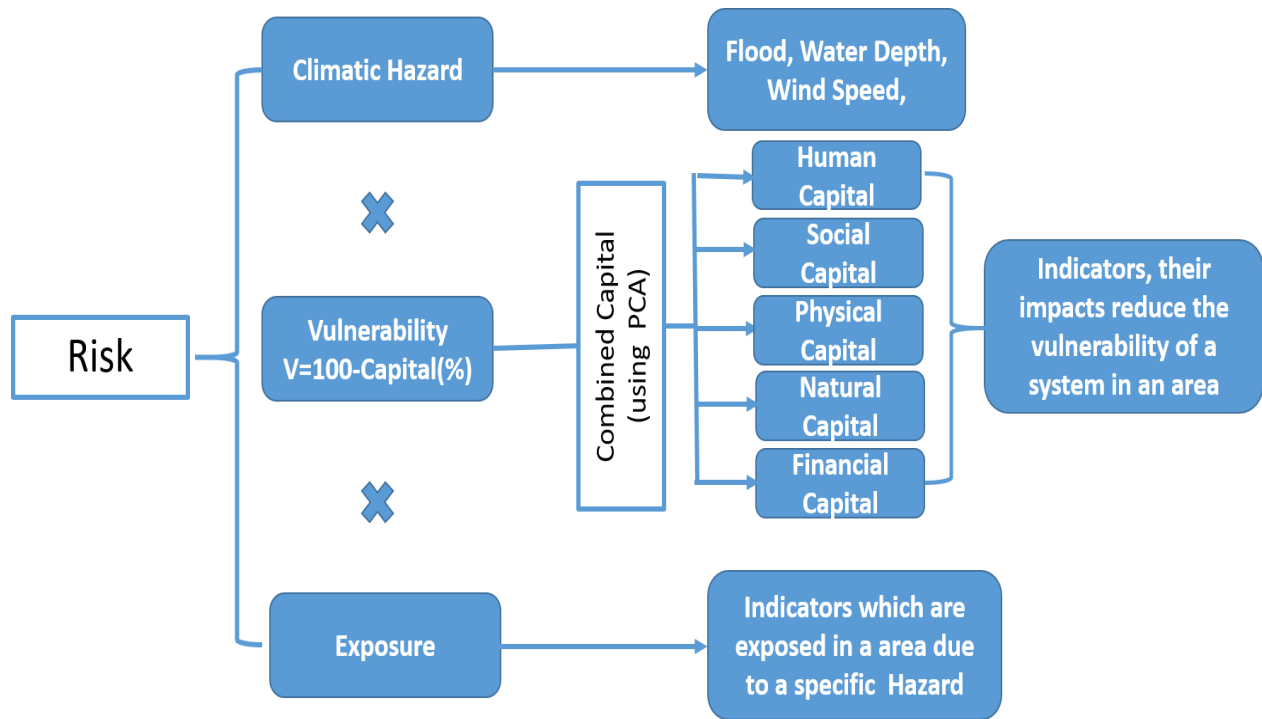 Risk
Climatic Hazard
Flood, Water Depth,
Wind Speed,
Vulnerability
V=100-Capital(%)
Combined Capital
(using PCA)
Human
Capital
Social
Capital
Physical
Capital
Natural
Capital
Financial
Capital
Indicators, their
impacts reduce the
vulnerability of a
system in an area
Exposure
Indicators which are
exposed in a area due
to a specific Hazard